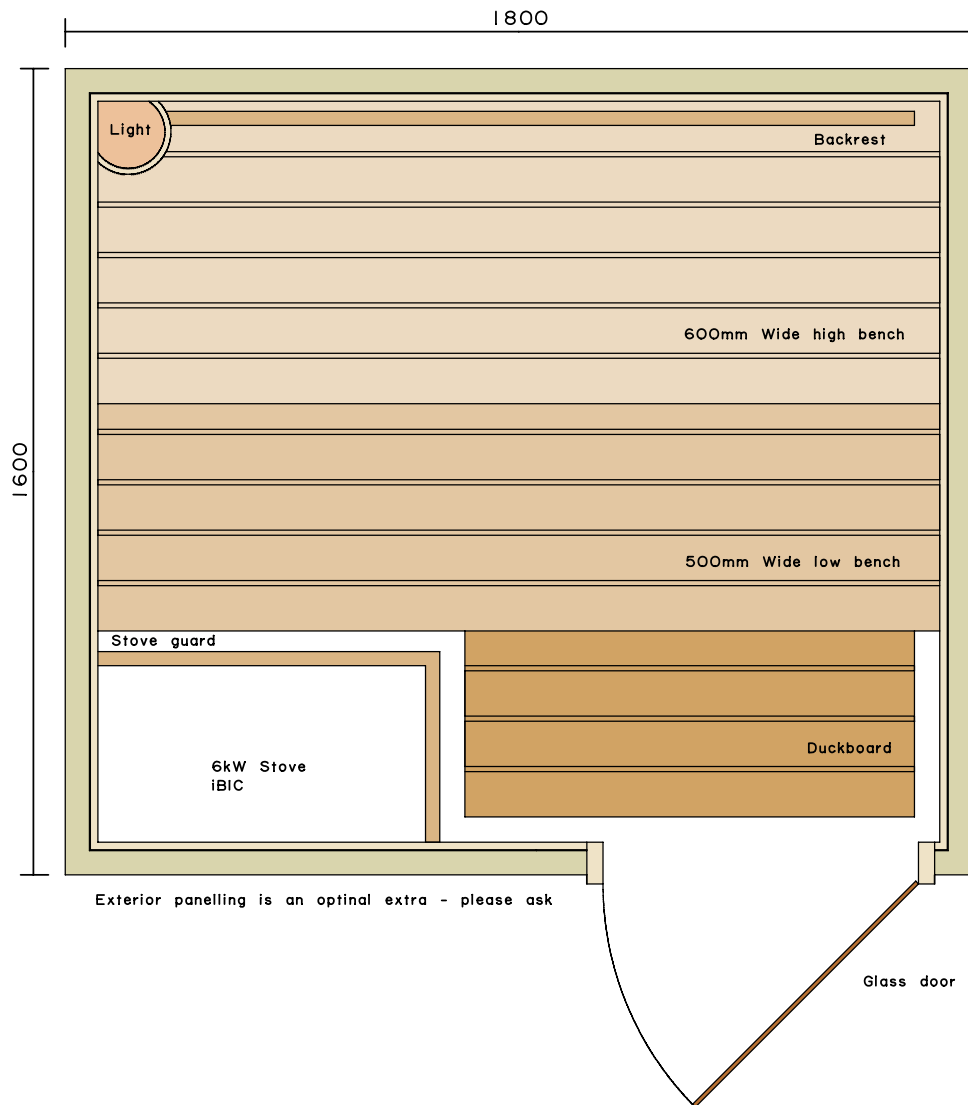 1800
Light
Backrest
600mm Wide high bench
1600
500mm Wide low bench
Stove guard
Duckboard
6kW Stove
iBIC
Exterior panelling is an optinal extra - please ask
Glass door